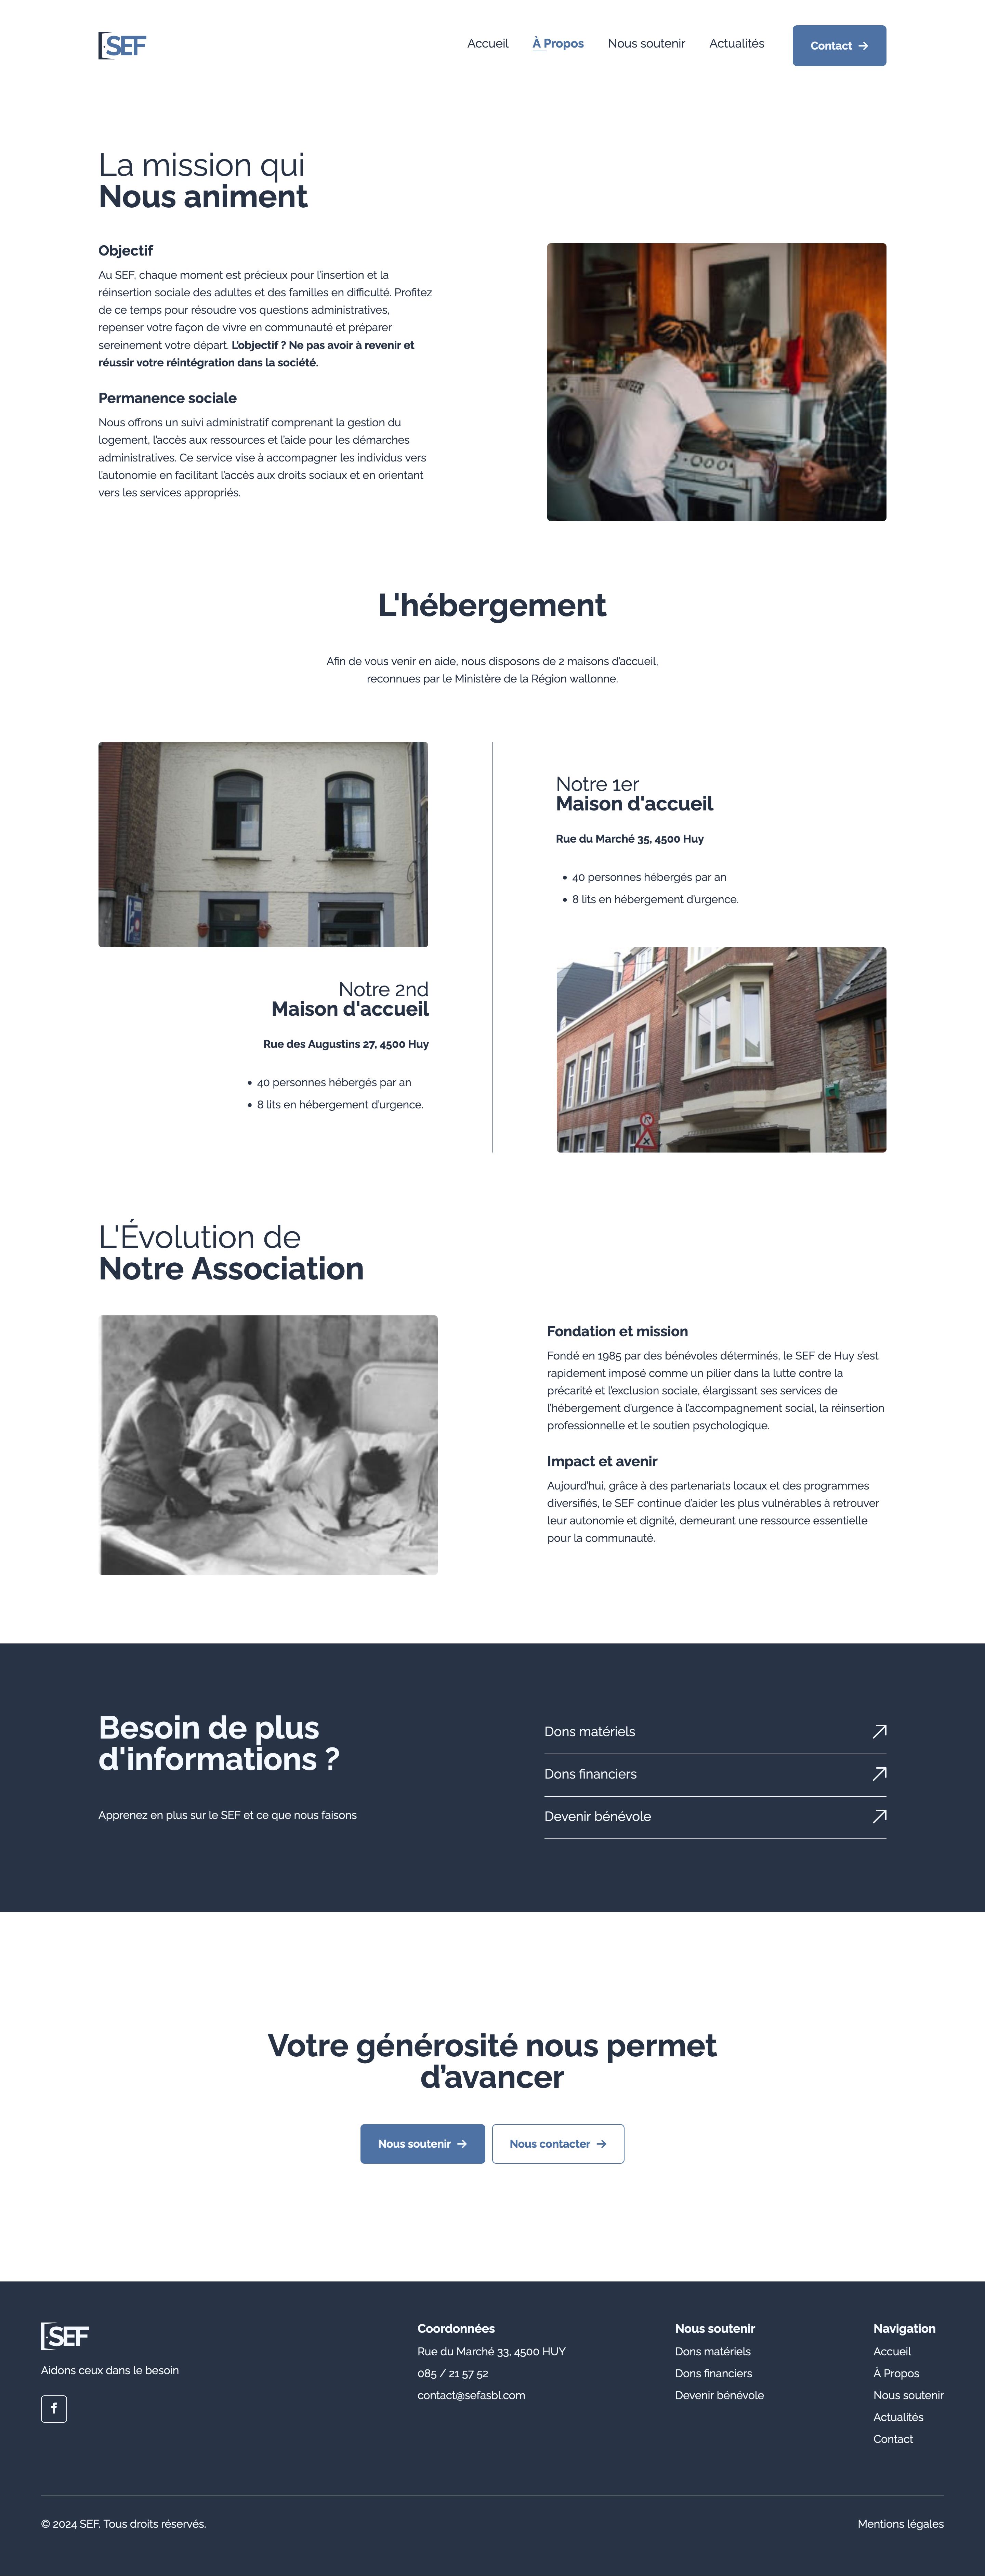 SEF
Accueil
À Propos
Nous soutenir
Actualités
Contact
La mission qui
Nous animent
Objectif
Au SEF, chaque moment est précieux pour l'insertion et la
réinsertion sociale des adultes et des familles en difficulté. Profitez
de ce temps pour résoudre vos questions administratives,
repenser votre façon de vivre en communauté et préparer
sereinement votre départ. L'objectif ? Ne pas avoir à revenir et
réussir votre réintégration dans la société.
Permanence sociale
Nous offrons un suivi administratif comprenant la gestion du
logement, l'accès aux ressources et l'aide pour les démarches
administratives. Ce service vise à accompagner les individus vers
l'autonomie en facilitant l'accès aux droits sociaux et en orientant
vers les services appropriés.
VOLUNTEER
L'hébergement
Afin de vous venir en aide, nous disposons de 2 maisons d'accueil,
reconnues par le Ministère de la Région wallonne.
Notre 1er
Maison d'accueil
Rue du Marché 35, 4500 Huy
40 personnes hébergés par an
8 lits en hébergement d'urgence.
Notre 2nd
Maison d'accueil
Rue des Augustins 27, 4500 Huy
40 personnes hébergés par an
8 lits en hébergement d'urgence.
L'Évolution de
Notre Association
Fondation et mission
Fondé en 1985 par des bénévoles déterminés, le SEF de Huy s'est
rapidement imposé comme un pilier dans la lutte contre la
précarité et l'exclusion sociale, élargissant ses services de
l'hébergement d'urgence à l'accompagnement social, la réinsertion
professionnelle et le soutien psychologique.
Impact et avenir
Aujourd'hui, grâce à des partenariats locaux et des programmes
diversifiés, le SEF continue d'aider les plus vulnérables à retrouver
leur autonomie et dignité, demeurant une ressource essentielle
pour la communauté.
Besoin de plus
d'informations ?
Apprenez en plus sur le SEF et ce que nous faisons
Dons matériels
Dons financiers
Devenir bénévole
Votre générosité nous permet
d'avancer
Nous soutenir
Nous contacter
SEF
Aidons ceux dans le besoin
f
Coordonnées
Rue du Marché 33, 4500 HUY
085 / 21 57 52
contact@sefasbl.com
Nous soutenir
Dons matériels
Dons financiers
Devenir bénévole
Navigation
Accueil
À Propos
Nous soutenir
Actualités
Contact
© 2024 SEF. Tous droits réservés.
Mentions légales